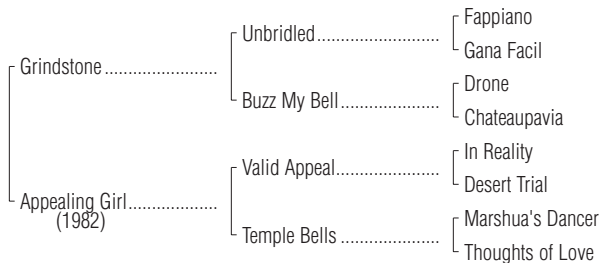 Fappiano
Unbridled
Gana Facil
Grindstone
Drone
Buzz My Bell
Chateaupavia
In Reality
Valid Appeal
Desert Trial
Appealing Girl
(1982)
Marshua's Dancer
Temple Bells
Thoughts of Love